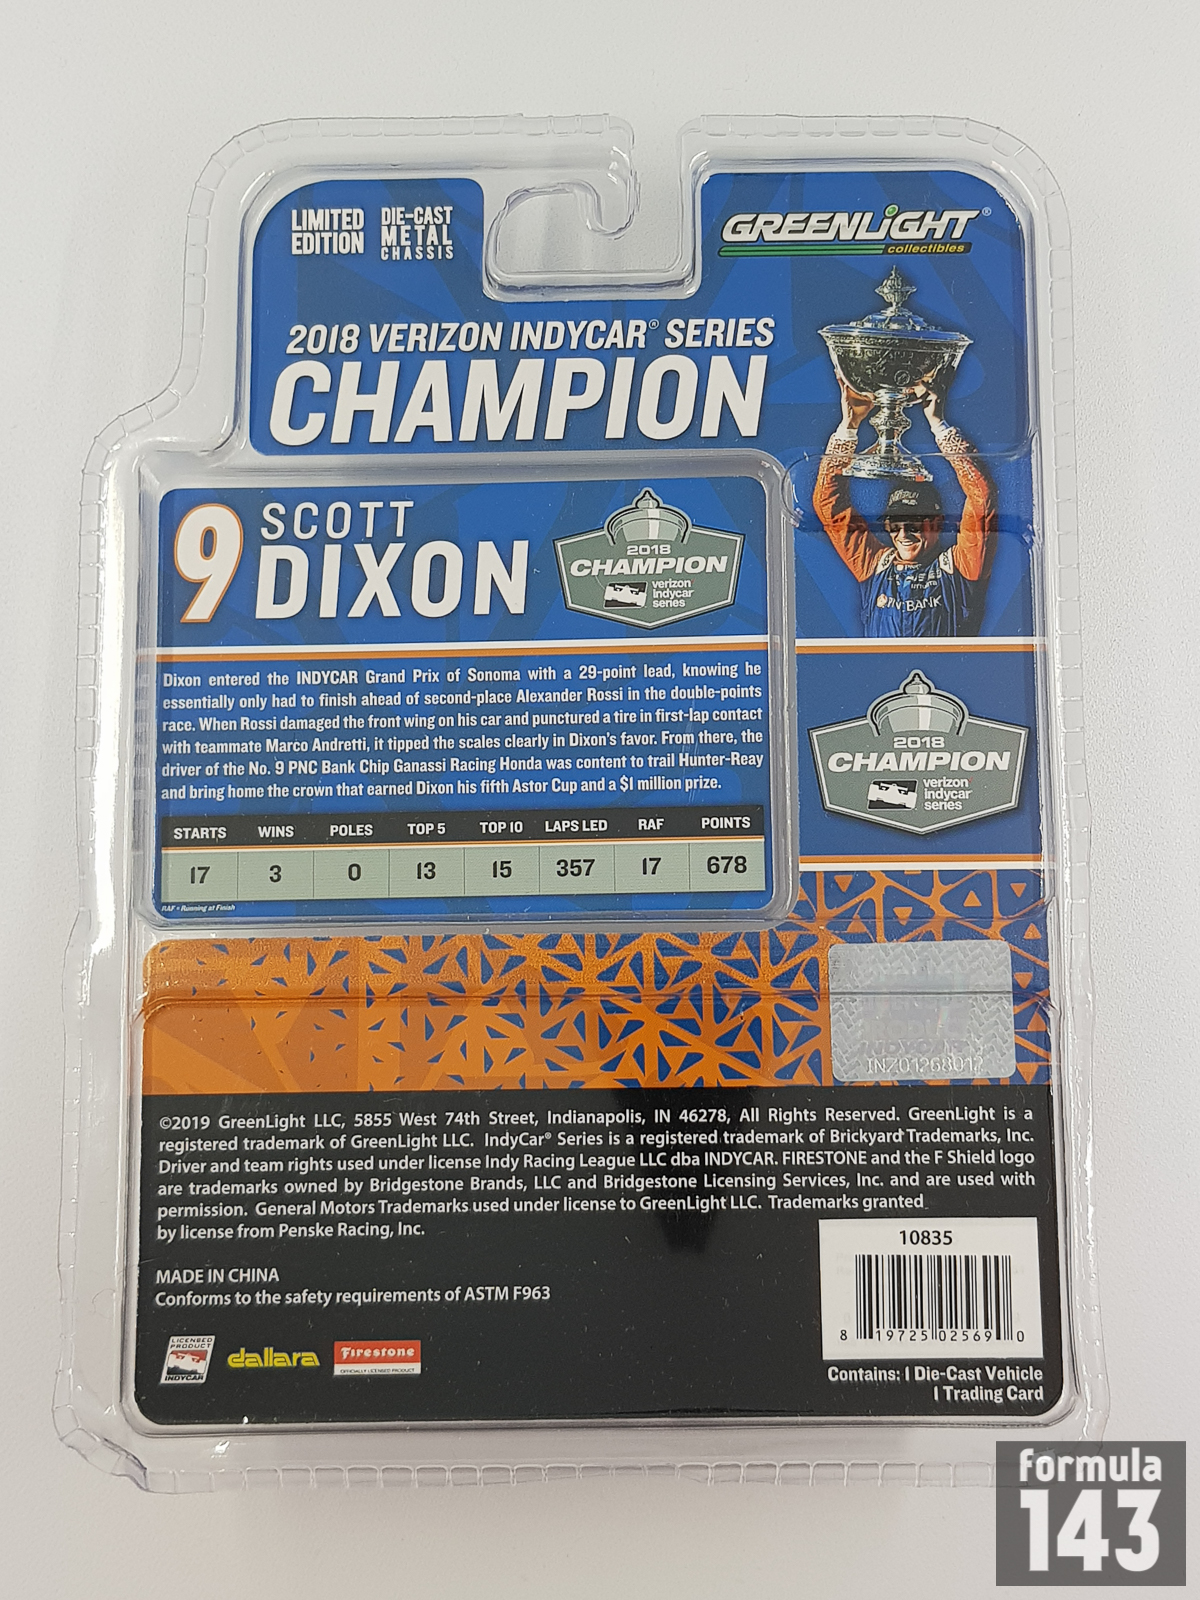 LIMITED
EDITION
DIE-CAST
METAL
CHASSIS
GREENLiGHT®
collectibles
2018 VERIZON INDYCAR® SERIES
CHAMPION
9 SCOTT
DIXON
2018
CHAMPION
verizon
indycar
series
Dixon entered the INDYCAR Grand Prix of Sonoma with a 29-point lead, knowing he
essentially only had to finish ahead of second-place Alexander Rossi in the double-points
race. When Rossi damaged the front wing on his car and punctured a tire in first-lap contact
with teammate Marco Andretti, it tipped the scales clearly in Dixon's favor. From there, the
driver of the No. 9 PNC Bank Chip Ganassi Racing Honda was content to trail Hunter-Reay
and bring home the crown that earned Dixon his fifth Astor Cup and a $1 million prize.
STARTS WINS POLES TOP 5 TOP 10 LAPS LED RAF POINTS
17 3 0 13 15 357 17 678
RAF = Running at Finish
BANK
2018
CHAMPION
verizon
indycar
series
INDYCAR
INZ01268012
©2019 GreenLight LLC, 5855 West 74th Street, Indianapolis, IN 46278, All Rights Reserved. GreenLight is a
registered trademark of GreenLight LLC. IndyCar® Series is a registered trademark of Brickyard Trademarks, Inc.
Driver and team rights used under license Indy Racing League LLC dba INDYCAR. FIRESTONE and the F Shield logo
are trademarks owned by Bridgestone Brands, LLC and Bridgestone Licensing Services, Inc. and are used with
permission. General Motors Trademarks used under license to GreenLight LLC. Trademarks granted
by license from Penske Racing, Inc.
MADE IN CHINA
Conforms to the safety requirements of ASTM F963
LICENSED
PRODUCT
INDYCAR
dallara
Firestone
OFFICIALLY LICENSED PRODUCT
10835
8 19725 02569 0
Contains: 1 Die-Cast Vehicle
1 Trading Card
formula
143